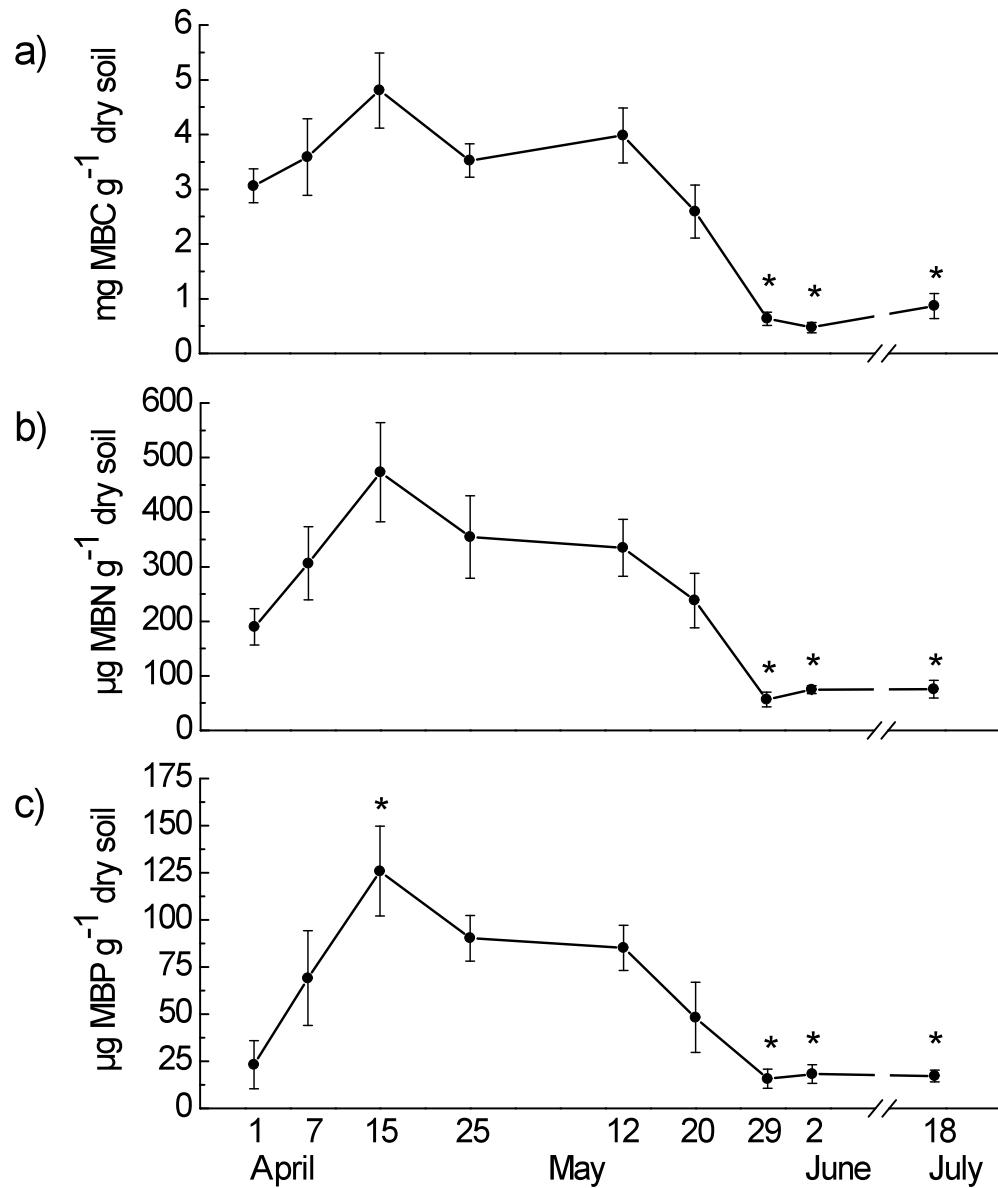 a)
mg MBC g⁻¹ dry soil
6
5
4
3
2
1
0
* * *
b)
µg MBN g⁻¹ dry soil
600
500
400
300
200
100
0
* * *
c)
µg MBP g⁻¹ dry soil
175
150
125
100
75
50
25
0
* * * *
1 7 15 25 12 20 29 2 18
April May June July